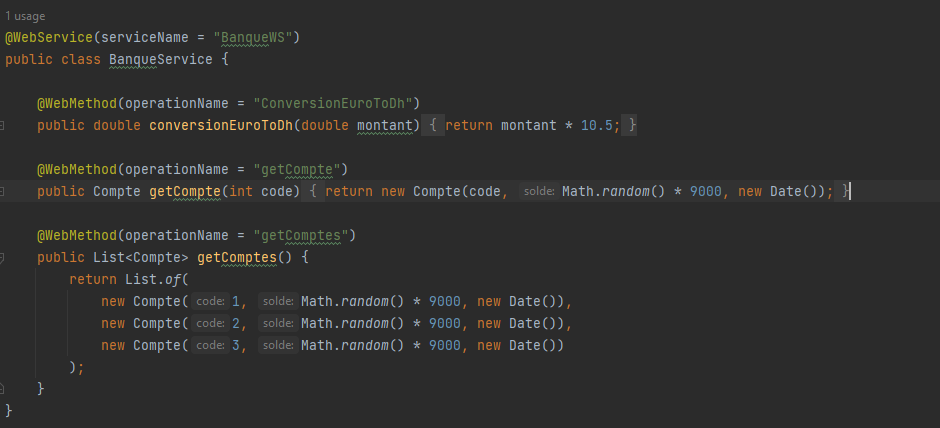 1 usage
@WebService(serviceName = "BanqueWS")
public class BanqueService {
@WebMethod(operationName = "ConversionEuroToDh")
public double conversionEuroToDh(double montant) { return montant * 10.5; }
@WebMethod(operationName = "getCompte")
public Compte getCompte(int code) { return new Compte(code, solde: Math.random() * 9000, new Date()); }
@WebMethod(operationName = "getComptes")
public List<Compte> getComptes() {
return List.of(
new Compte( code: 1, solde: Math.random() * 9000, new Date()),
new Compte( code: 2, solde: Math.random() * 9000, new Date()),
new Compte( code: 3, solde: Math.random() * 9000, new Date())
);
}
}